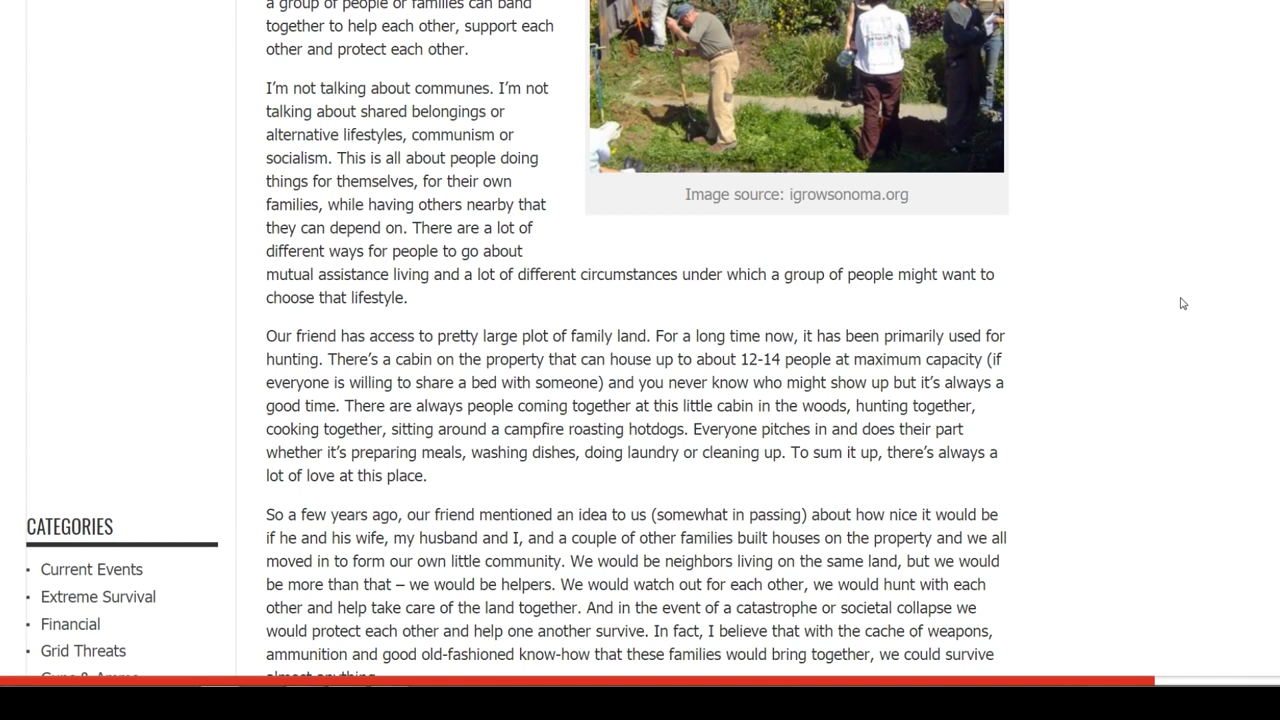 a group of people or families can band
together to help each other, support each
other and protect each other.
I'm not talking about communes. I'm not
talking about shared belongings or
alternative lifestyles, communism or
socialism. This is all about people doing
things for themselves, for their own
families, while having others nearby that
they can depend on. There are a lot of
different ways for people to go about
mutual assistance living and a lot of different circumstances under which a group of people might want to
choose that lifestyle.
Image source: igrowsonoma.org
Our friend has access to pretty large plot of family land. For a long time now, it has been primarily used for
hunting. There's a cabin on the property that can house up to about 12-14 people at maximum capacity (if
everyone is willing to share a bed with someone) and you never know who might show up but it's always a
good time. There are always people coming together at this little cabin in the woods, hunting together,
cooking together, sitting around a campfire roasting hotdogs. Everyone pitches in and does their part
whether it's preparing meals, washing dishes, doing laundry or cleaning up. To sum it up, there's always a
lot of love at this place.
So a few years ago, our friend mentioned an idea to us (somewhat in passing) about how nice it would be
if he and his wife, my husband and I, and a couple of other families built houses on the property and we all
moved in to form our own little community. We would be neighbors living on the same land, but we would
be more than that – we would be helpers. We would watch out for each other, we would hunt with each
other and help take care of the land together. And in the event of a catastrophe or societal collapse we
would protect each other and help one another survive. In fact, I believe that with the cache of weapons,
ammunition and good old-fashioned know-how that these families would bring together, we could survive
almost anything.
CATEGORIES
Current Events
Extreme Survival
Financial
Grid Threats
Guns & Ammo